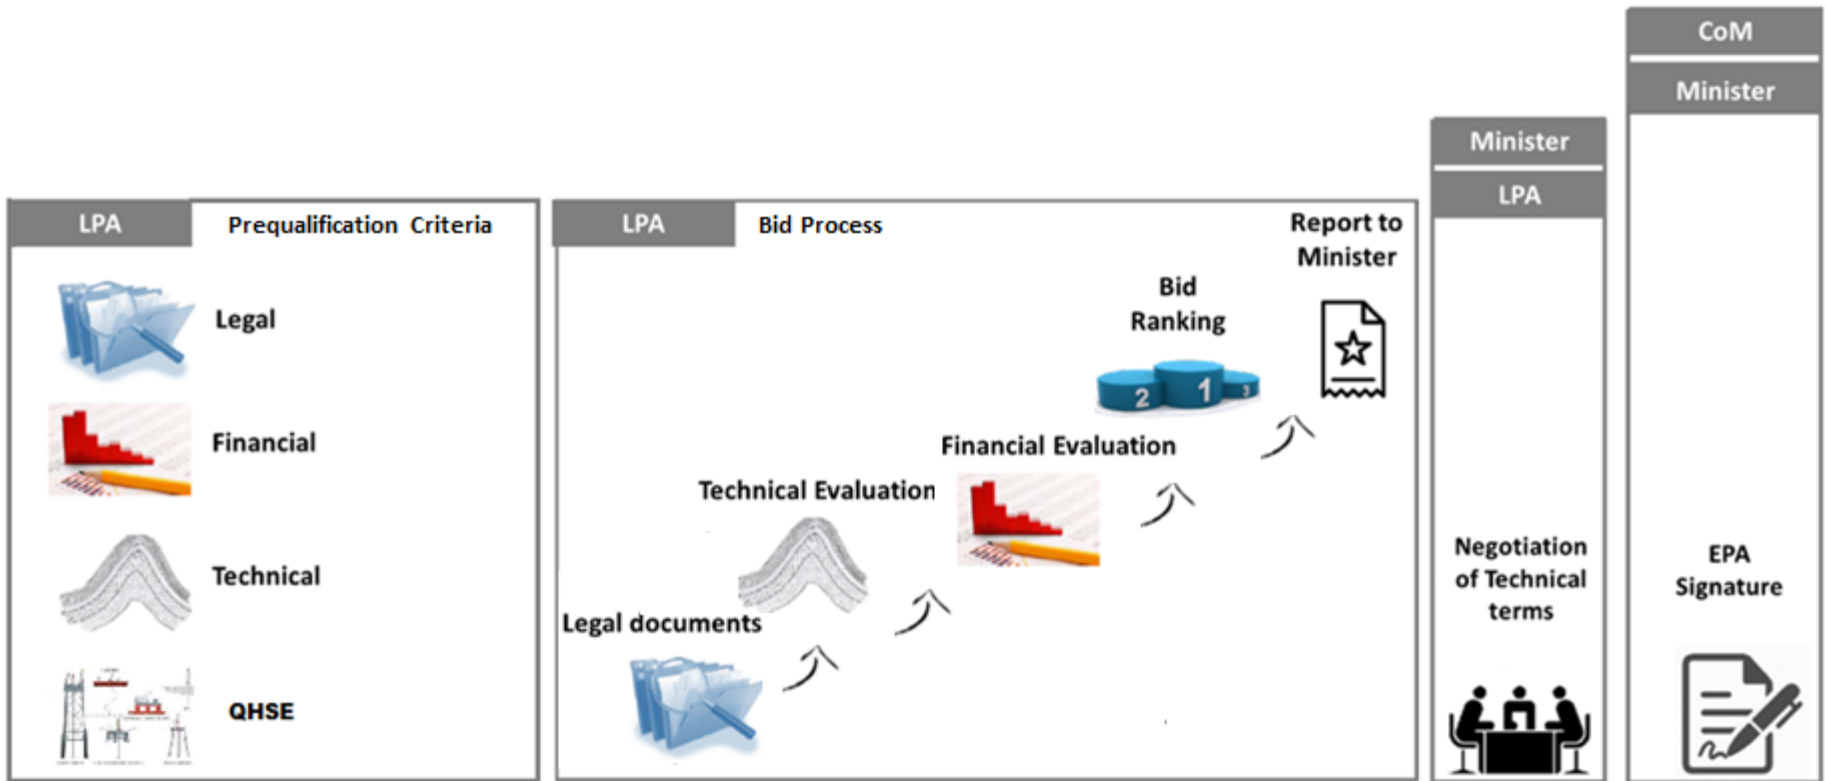 LPA
Prequalification Criteria
Legal
Financial
Technical
QHSE
LPA
Bid Process
Legal documents
Technical Evaluation
Financial Evaluation
Bid
Ranking
2
1
3
Report to
Minister
Minister
LPA
Negotiation
of Technical
terms
CoM
Minister
EPA
Signature